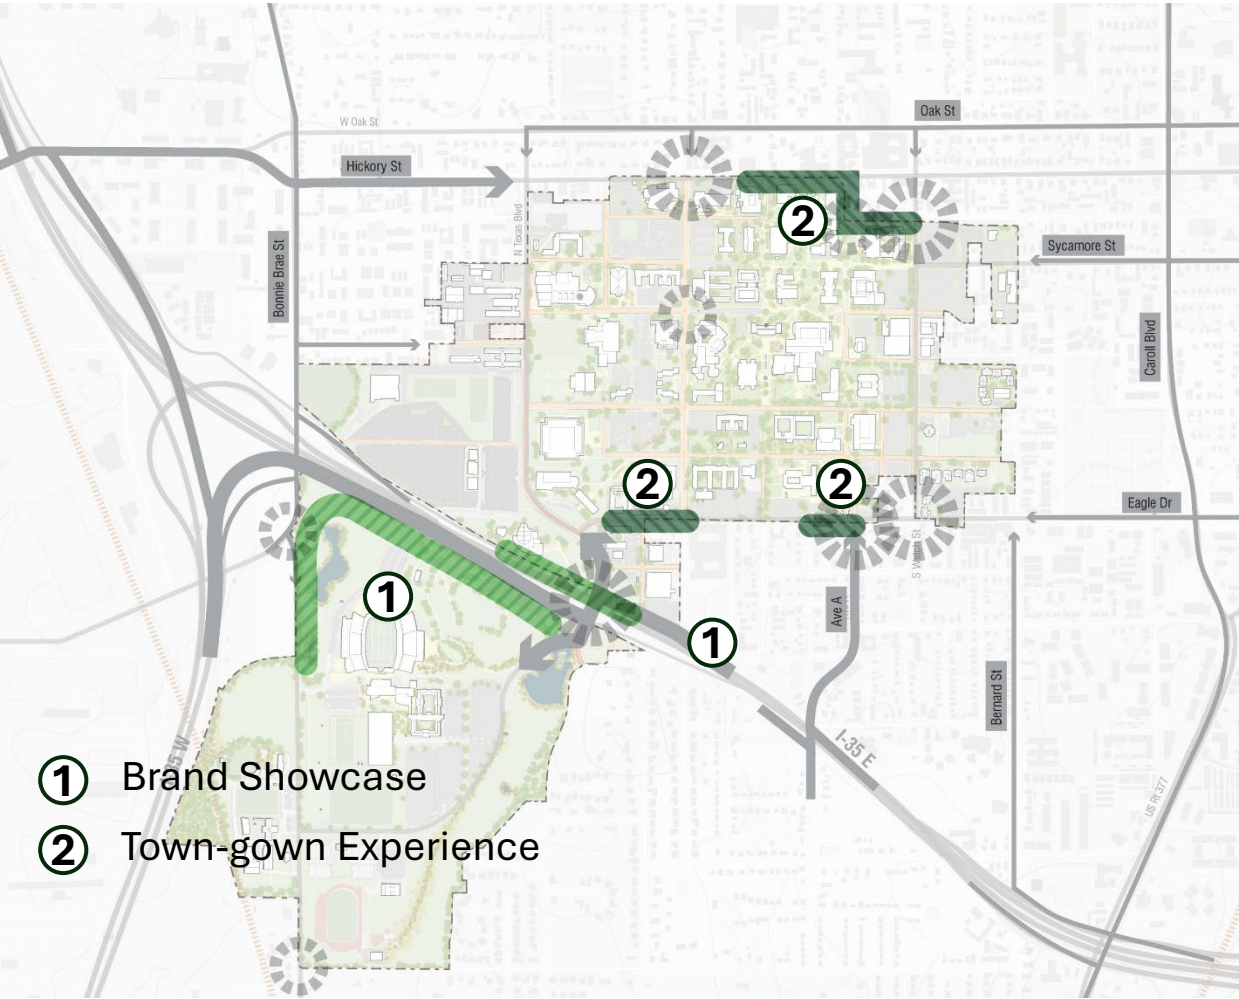 Oak St
W Oak St
Hickory St
2
N Texas Blvd
Sycamore St
Bonnie Brae St
Caroll Blvd
2
2
Eagle Dr
S Welch St
1
Ave A
1
Bernard St
I-35 E
35 W
US Rt 377
1 Brand Showcase
2 Town-gown Experience